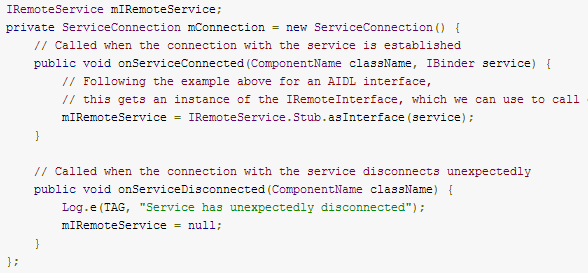 IRemoteService mIRemoteService;
private ServiceConnection mConnection = new ServiceConnection() {
    // Called when the connection with the service is established
    public void onServiceConnected(ComponentName className, IBinder service) {
        // Following the example above for an AIDL interface,
        // this gets an instance of the IRemoteInterface, which we can use to call
        mIRemoteService = IRemoteService.Stub.asInterface(service);
    }
    // Called when the connection with the service disconnects unexpectedly
    public void onServiceDisconnected(ComponentName className) {
        Log.e(TAG, "Service has unexpectedly disconnected");
        mIRemoteService = null;
    }
};